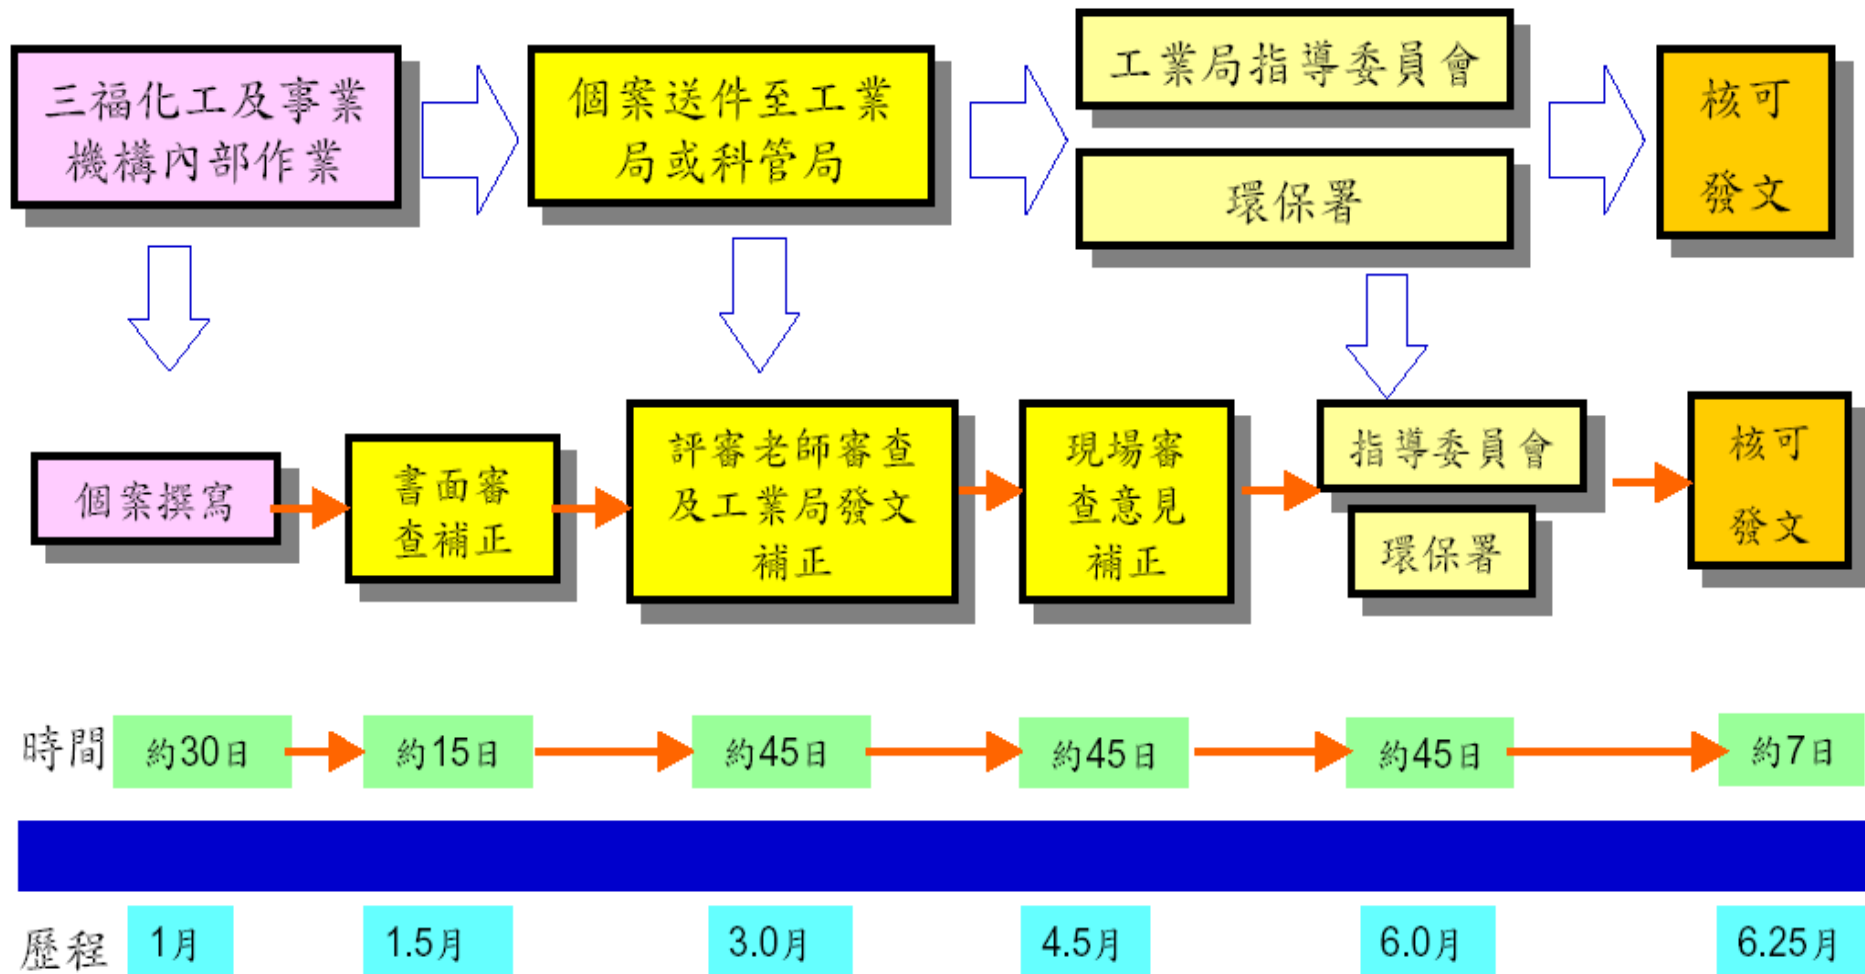 三福化工及事業
機構內部作業
個案送件至工業
局或科管局
工業局指導委員會
環保署
核可
發文
個案撰寫
書面審
查補正
評審老師審查
及工業局發文
補正
現場審
查意見
補正
指導委員會
環保署
核可
發文
時間
約30日
約15日
約45日
約45日
約45日
約7日
歷程
1月
1.5月
3.0月
4.5月
6.0月
6.25月